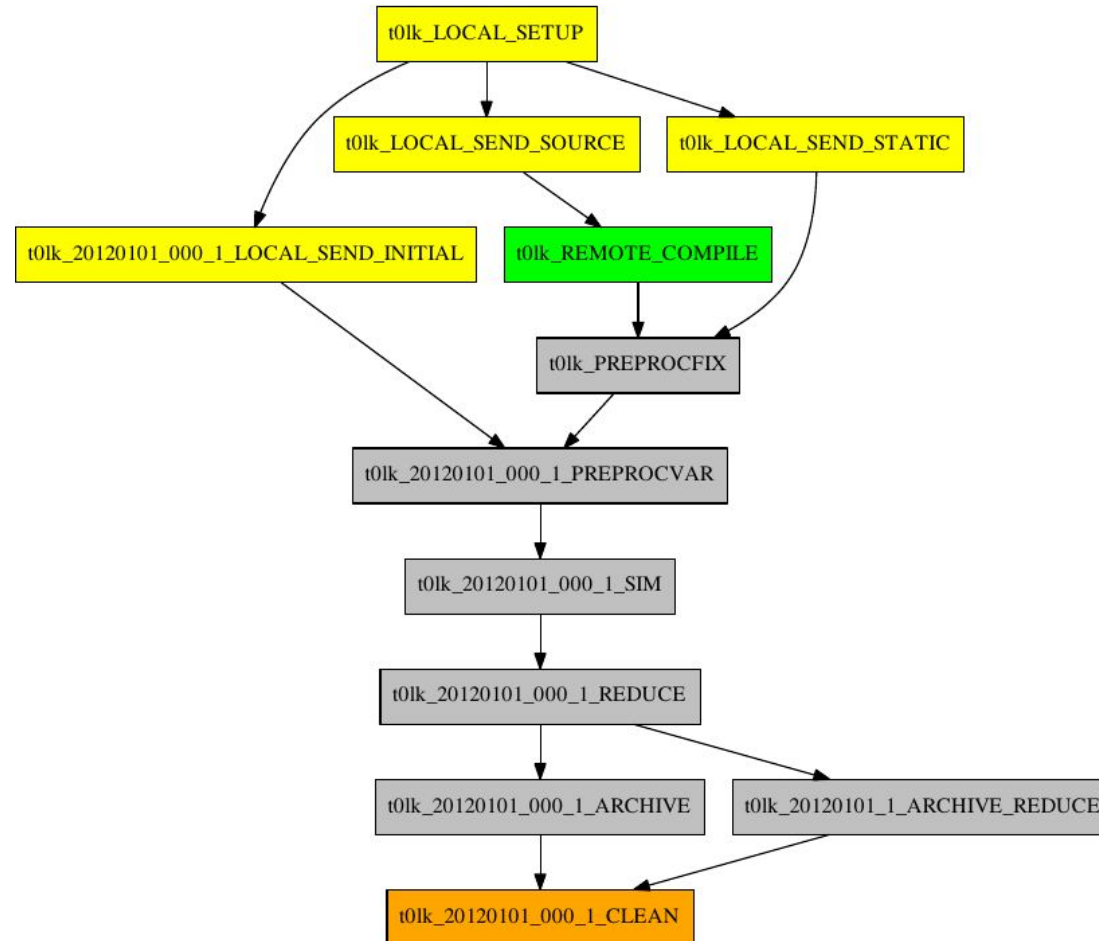 t0lk_LOCAL_SETUP
t0lk_LOCAL_SEND_SOURCE
t0lk_LOCAL_SEND_STATIC
t0lk_20120101_000_1_LOCAL_SEND_INITIAL
t0lk_REMOTE_COMPILE
t0lk_PREPROCFIX
t0lk_20120101_000_1_PREPROCVAR
t0lk_20120101_000_1_SIM
t0lk_20120101_000_1_REDUCE
t0lk_20120101_000_1_ARCHIVE
t0lk_20120101_1_ARCHIVE_REDUCE
t0lk_20120101_000_1_CLEAN